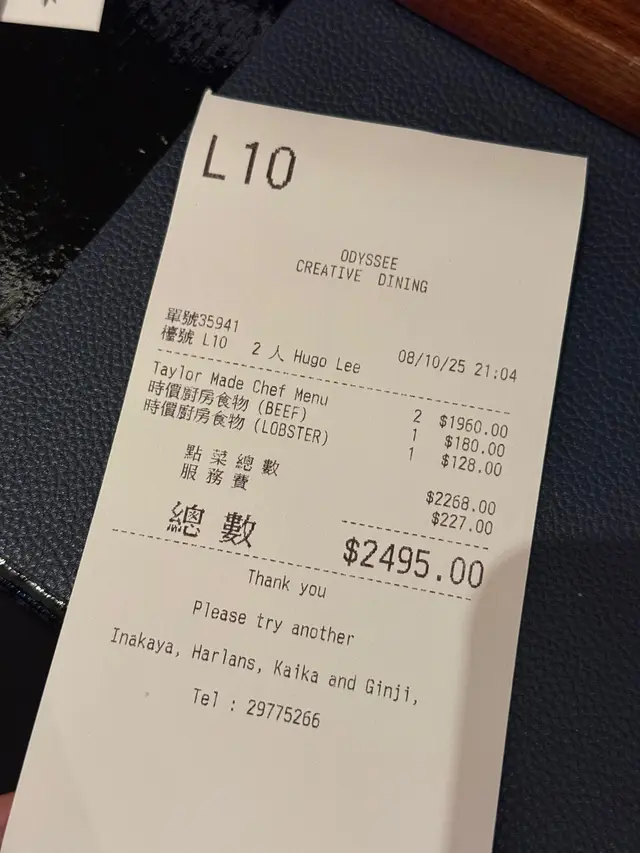 L10
ODYSSEE
CREATIVE DINING
單號35941
檯號 L10 2 人 Hugo Lee 08/10/25 21:04
Taylor Made Chef Menu 2 $1960.00
時價廚房食物 (BEEF) 1 $180.00
時價廚房食物 (LOBSTER) 1 $128.00
點菜總數 $2268.00
服務費 $227.00
總數 $2495.00
Thank you
Please try another
Inakaya, Harlans, Kaika and Ginji,
Tel : 29775266